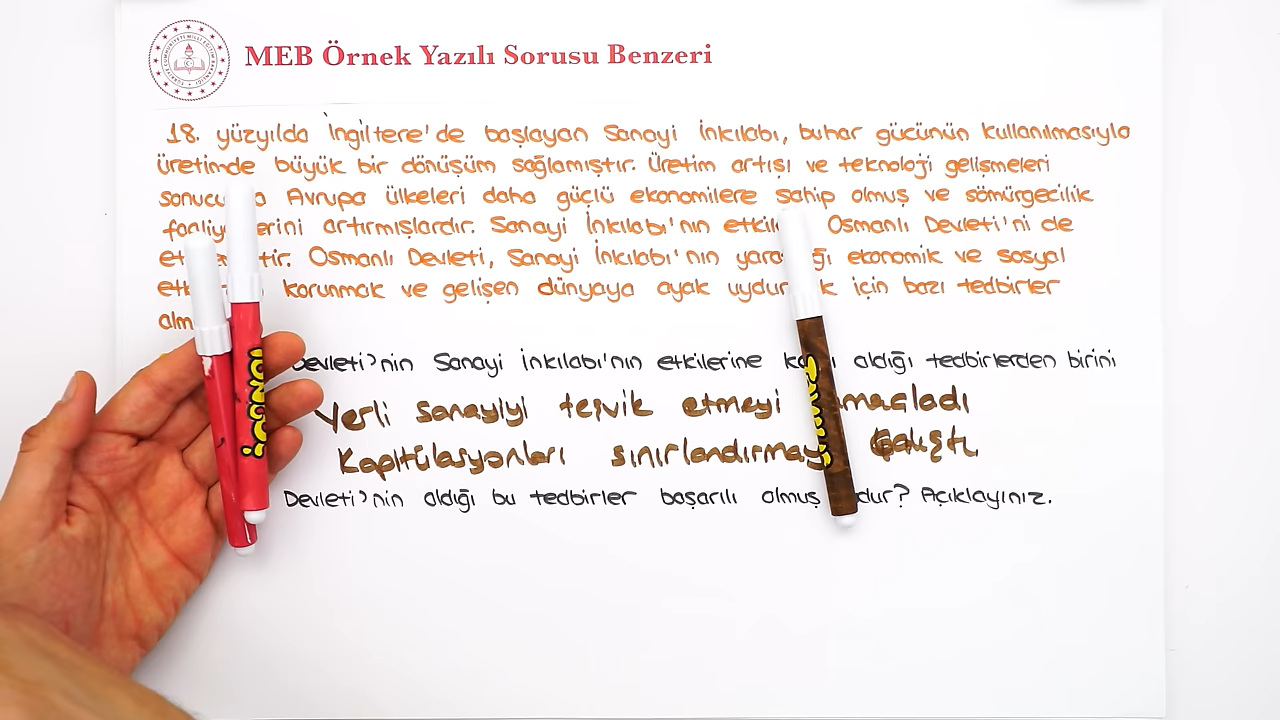 MEB Örnek Yazılı Sorusu Benzeri
18. yüzyılda İngiltere'de başlayan Sanayi İnkılabı, buhar gücünün kullanılmasıyla
üretimde büyük bir dönüşüm sağlamıştır. Üretim artışı ve teknoloji gelişmeleri
Avrupa ülkeleri daha güçlü ekonomilere sahip olmuş ve sömürgecilik
artırmışlardır. Sanayi İnkılabı'nın Osmanlı Devleti'ni de
Osmanlı Devleti, Sanayi İnkılabı'nın ekonomik ve sosyal
korunmak ve gelişen dünyaya ayak için bazı tedbirler
Devleti'nin Sanayi İnkılabı'nın etkilerine aldığı tedbirlerden birini
Yerli sanayiyi teşvik etmeyi
Kapitülasyonları sınırlandırmaya çalıştı
Devleti'nin aldığı bu tedbirler başarılı olmuş Açıklayınız.